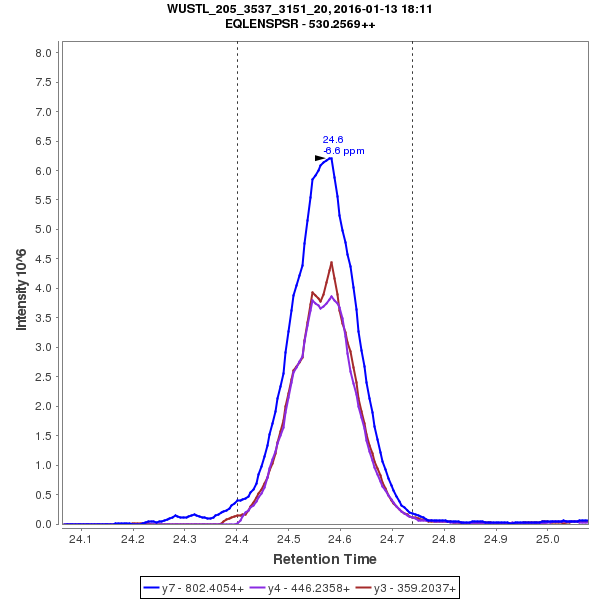 WUSTL_205_3537_3151_20, 2016-01-13 18:11
EQLENSPSR - 530.2569++
Intensity 10^6
8.0
7.5
7.0
6.5
6.0
5.5
5.0
4.5
4.0
3.5
3.0
2.5
2.0
1.5
1.0
0.5
0.0
24.6
-6.6 ppm
24.1 24.2 24.3 24.4 24.5 24.6 24.7 24.8 24.9 25.0
Retention Time
y7 - 802.4054+ y4 - 446.2358+ y3 - 359.2037+